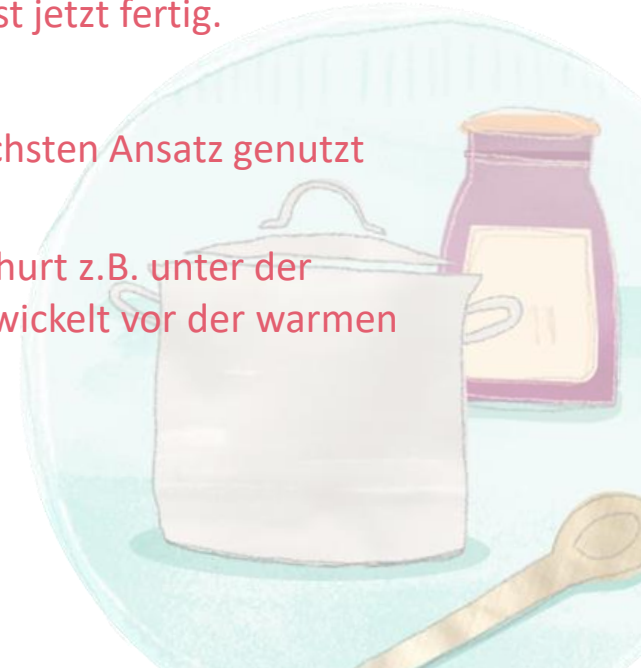 st jetzt fertig.
chsten Ansatz genutzt
hurt z.B. unter der
wickelt vor der warmen